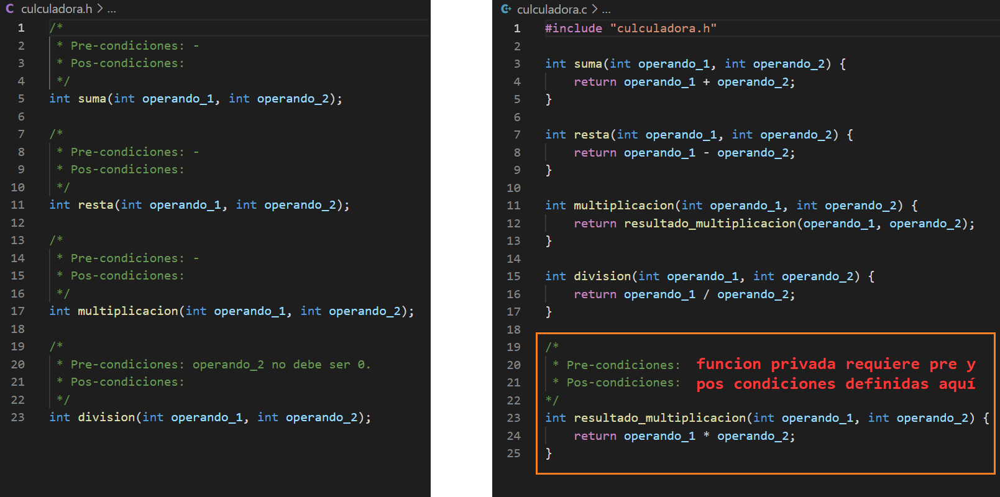 culculadora.h > ...
1 /*
2 * Pre-condiciones: -
3 * Pos-condiciones:
4 */
5 int suma(int operando_1, int operando_2);
6
7 /*
8 * Pre-condiciones: -
9 * Pos-condiciones:
10 */
11 int resta(int operando_1, int operando_2);
12
13 /*
14 * Pre-condiciones: -
15 * Pos-condiciones:
16 */
17 int multiplicacion(int operando_1, int operando_2);
18
19 /*
20 * Pre-condiciones: operando_2 no debe ser 0.
21 * Pos-condiciones:
22 */
23 int division(int operando_1, int operando_2);
culculadora.c > ...
1 #include "culculadora.h"
2
3 int suma(int operando_1, int operando_2) {
4 return operando_1 + operando_2;
5 }
6
7 int resta(int operando_1, int operando_2) {
8 return operando_1 - operando_2;
9 }
10
11 int multiplicacion(int operando_1, int operando_2) {
12 return resultado_multiplicacion(operando_1, operando_2);
13 }
14
15 int division(int operando_1, int operando_2) {
16 return operando_1 / operando_2;
17 }
18
19 /*
20 * Pre-condiciones: funcion privada requiere pre y
21 * Pos-condiciones: pos condiciones definidas aquí
22 */
23 int resultado_multiplicacion(int operando_1, int operando_2) {
24 return operando_1 * operando_2;
25 }